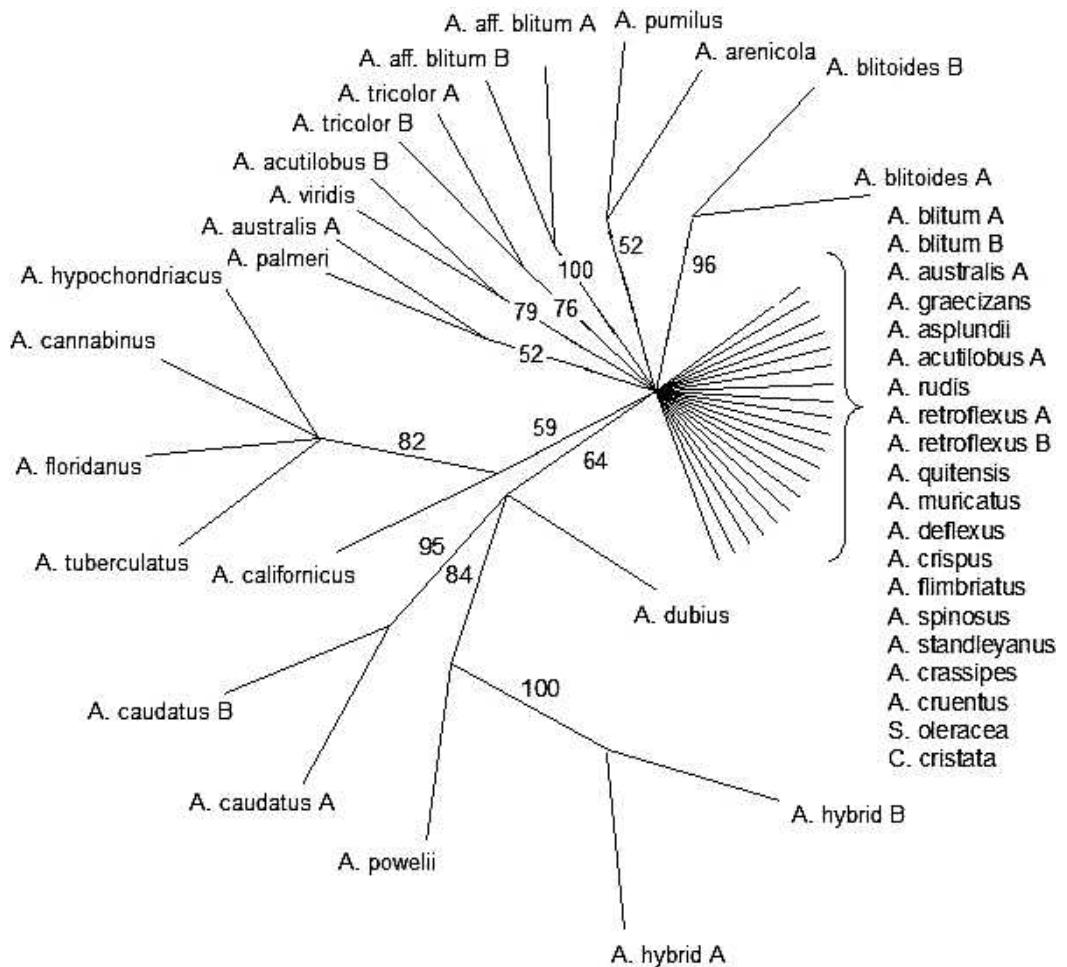 A. aff. blitum A
A. pumilus
A. aff. blitum B
A. arenicola
A. blitoides B
A. tricolor A
A. tricolor B
A. acutilobus B
A. blitoides A
A. viridis
A. australis A
A. palmeri
A. hypochondriacus
A. cannabinus
A. floridanus
A. tuberculatus
A. californicus
A. dubius
A. caudatus B
A. caudatus A
A. powelii
A. hybrid B
A. hybrid A
52
96
100
76
79
52
59
82
64
95
84
100
A. blitum A
A. blitum B
A. australis A
A. graecizans
A. asplundii
A. acutilobus A
A. rudis
A. retroflexus A
A. retroflexus B
A. quitensis
A. muricatus
A. deflexus
A. crispus
A. flimbriatus
A. spinosus
A. standleyanus
A. crassipes
A. cruentus
S. oleracea
C. cristata